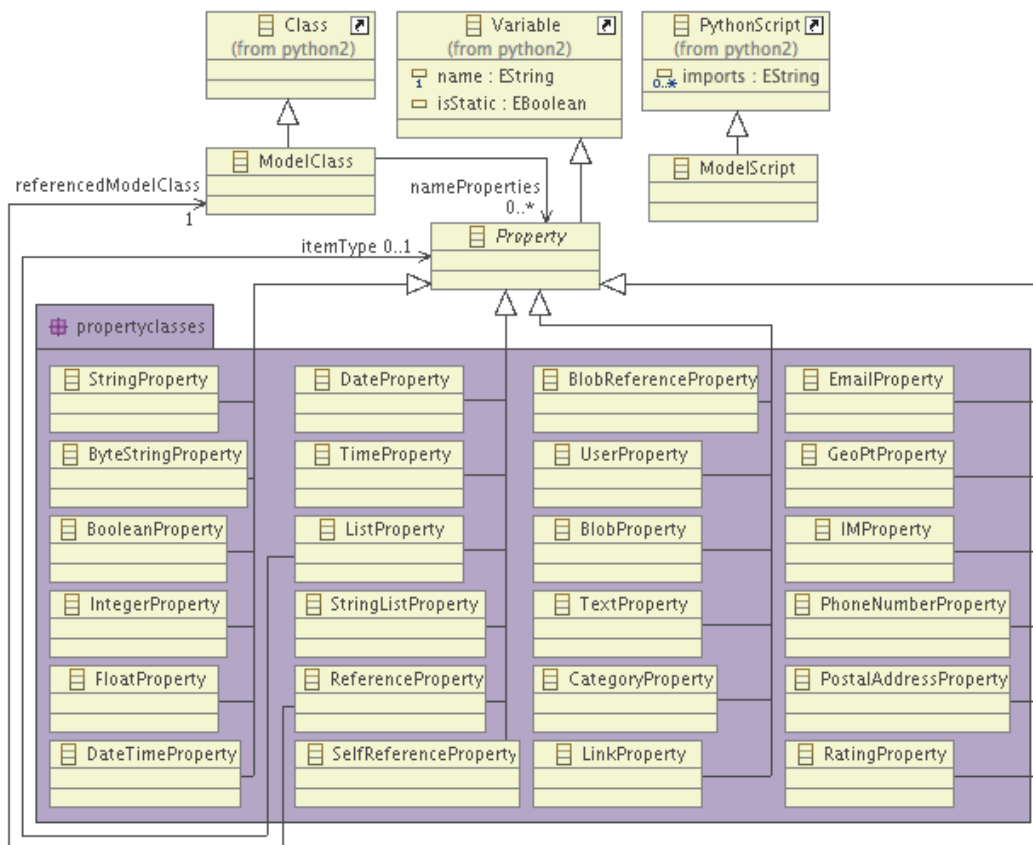 Class
(from python2)
Variable
(from python2)
1 name : EString
isStatic : EBoolean
PythonScript
(from python2)
0..* imports : EString
ModelClass
ModelScript
referencedModelClass
1
nameProperties
0..*
Property
itemType 0..1
propertyclasses
StringProperty
DateProperty
BlobReferenceProperty
EmailProperty
ByteStringProperty
TimeProperty
UserProperty
GeoPtProperty
BooleanProperty
ListProperty
BlobProperty
IMProperty
IntegerProperty
StringListProperty
TextProperty
PhoneNumberProperty
FloatProperty
ReferenceProperty
CategoryProperty
PostalAddressProperty
DateTimeProperty
SelfReferenceProperty
LinkProperty
RatingProperty